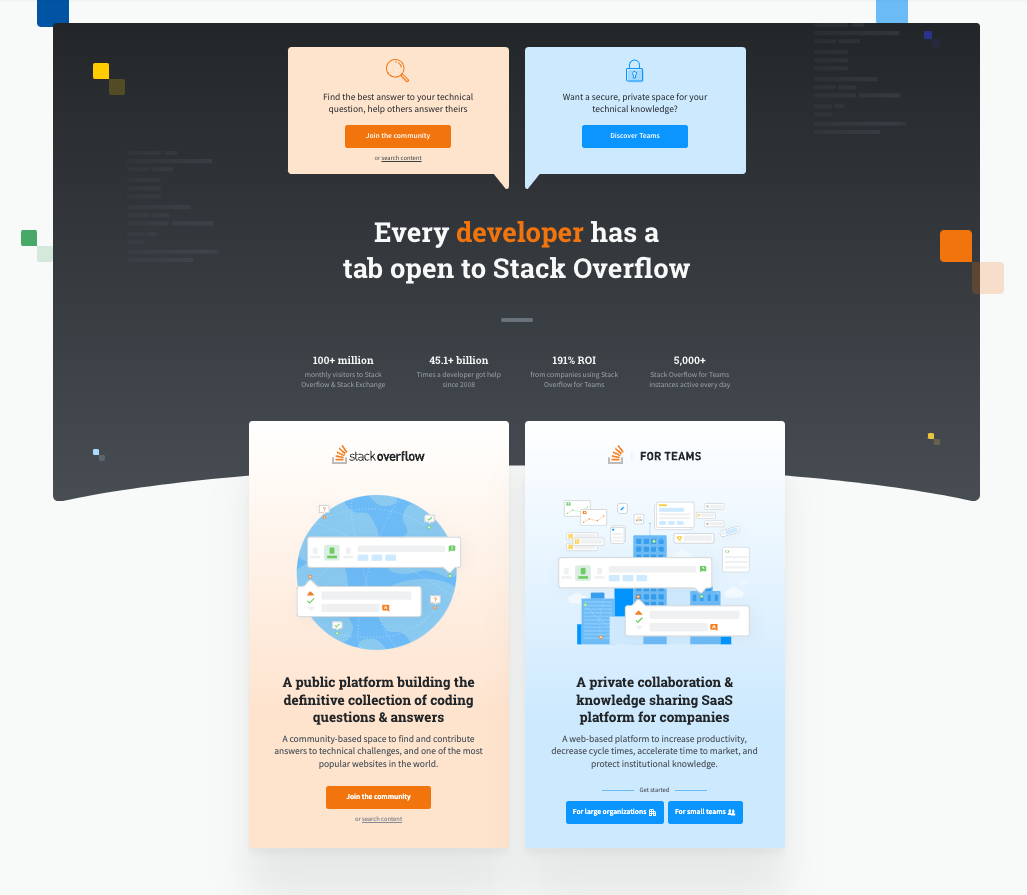 Find the best answer to your technical
question, help others answer theirs
Join the community
or search content
Want a secure, private space for your
technical knowledge?
Discover Teams
Every developer has a
tab open to Stack Overflow
100+ million
monthly visitors to Stack
Overflow & Stack Exchange
45.1+ billion
Times a developer got help
since 2008
191% ROI
from companies using Stack
Overflow for Teams
5,000+
Stack Overflow for Teams
instances active every day
stackoverflow
A public platform building the
definitive collection of coding
questions & answers
A community-based space to find and contribute
answers to technical challenges, and one of the most
popular websites in the world.
Join the community
or search content
FOR TEAMS
A private collaboration &
knowledge sharing SaaS
platform for companies
A web-based platform to increase productivity,
decrease cycle times, accelerate time to market, and
protect institutional knowledge.
Get started
For large organizations
For small teams